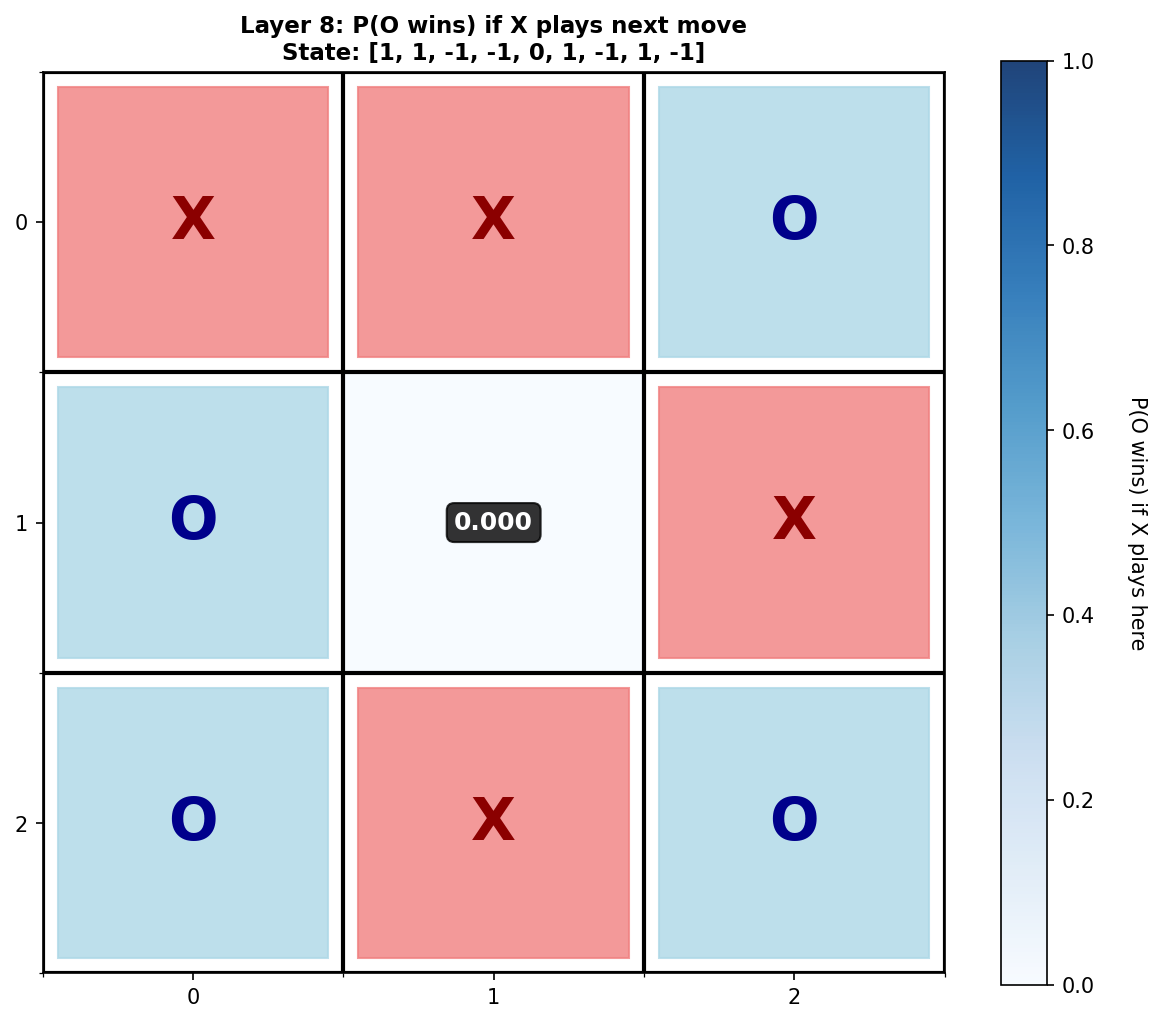 Layer 8: P(O wins) if X plays next move
State: [1, 1, -1, -1, 0, 1, -1, 1, -1]
X X O
O 0.000 X
O X O
0
1
2
0 1 2
1.0
0.8
0.6
0.4
0.2
0.0
P(O wins) if X plays here